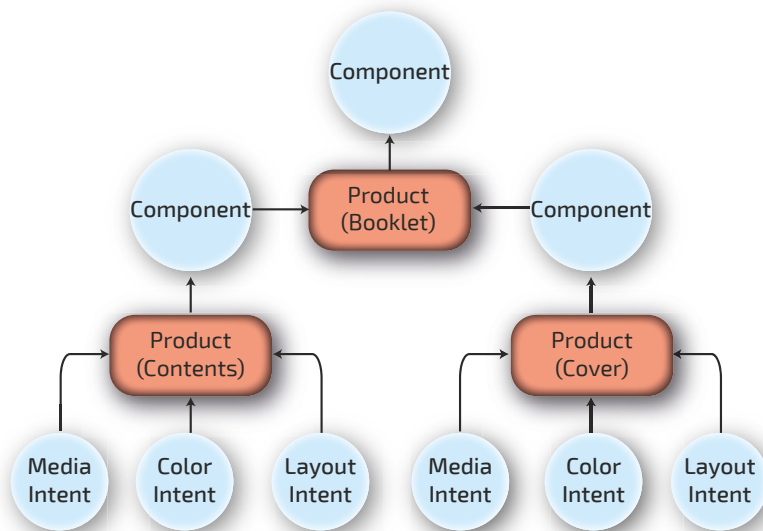 Component
Component
Product
(Booklet)
Component
Product
(Contents)
Product
(Cover)
Media
Intent
Color
Intent
Layout
Intent
Media
Intent
Color
Intent
Layout
Intent